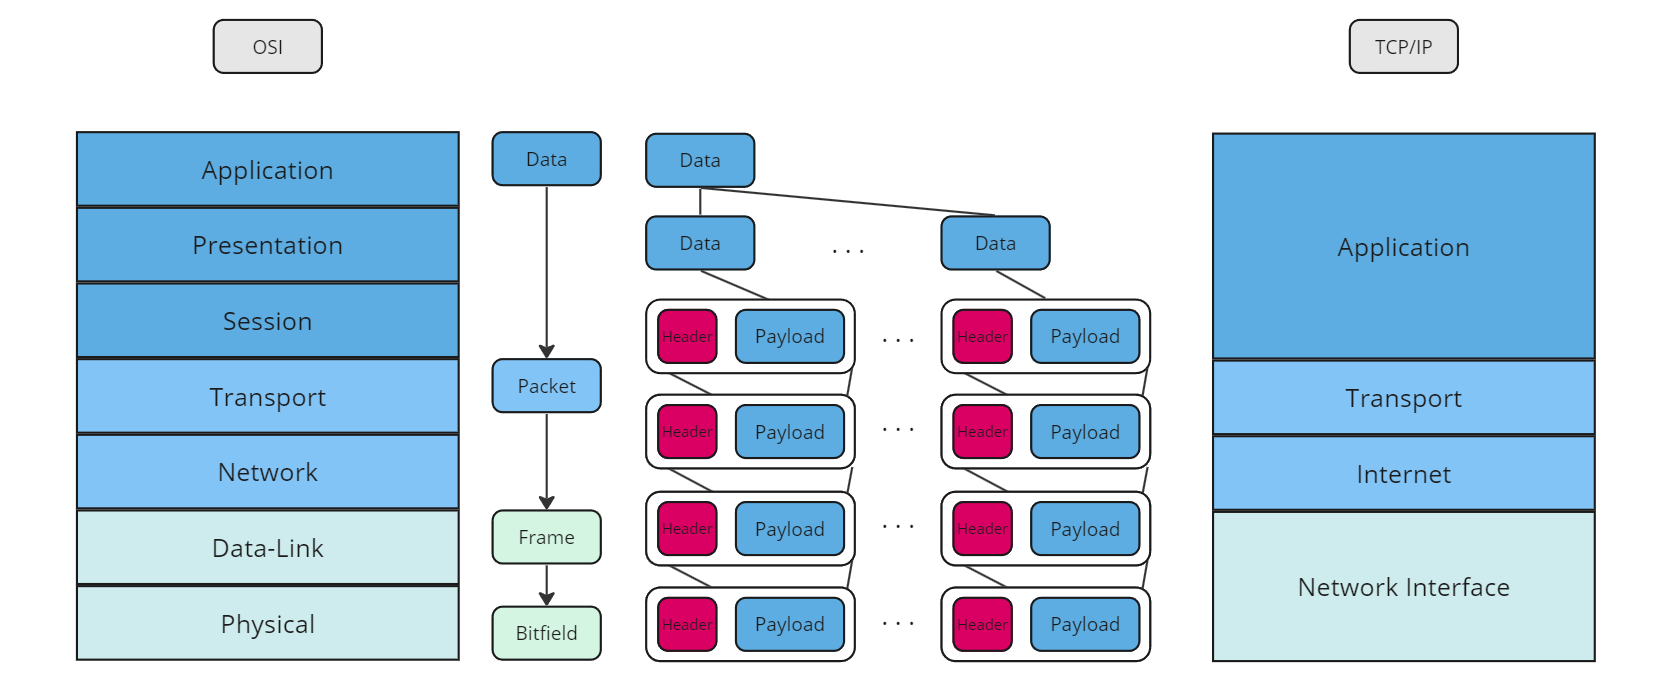 OSI
TCP/IP
Application
Presentation
Session
Transport
Network
Data-Link
Physical
Data
Packet
Frame
Bitfield
Data
Data
. . .
Data
Header
Payload
. . .
Header
Payload
Header
Payload
. . .
Header
Payload
Header
Payload
. . .
Header
Payload
Header
Payload
. . .
Header
Payload
Application
Transport
Internet
Network Interface